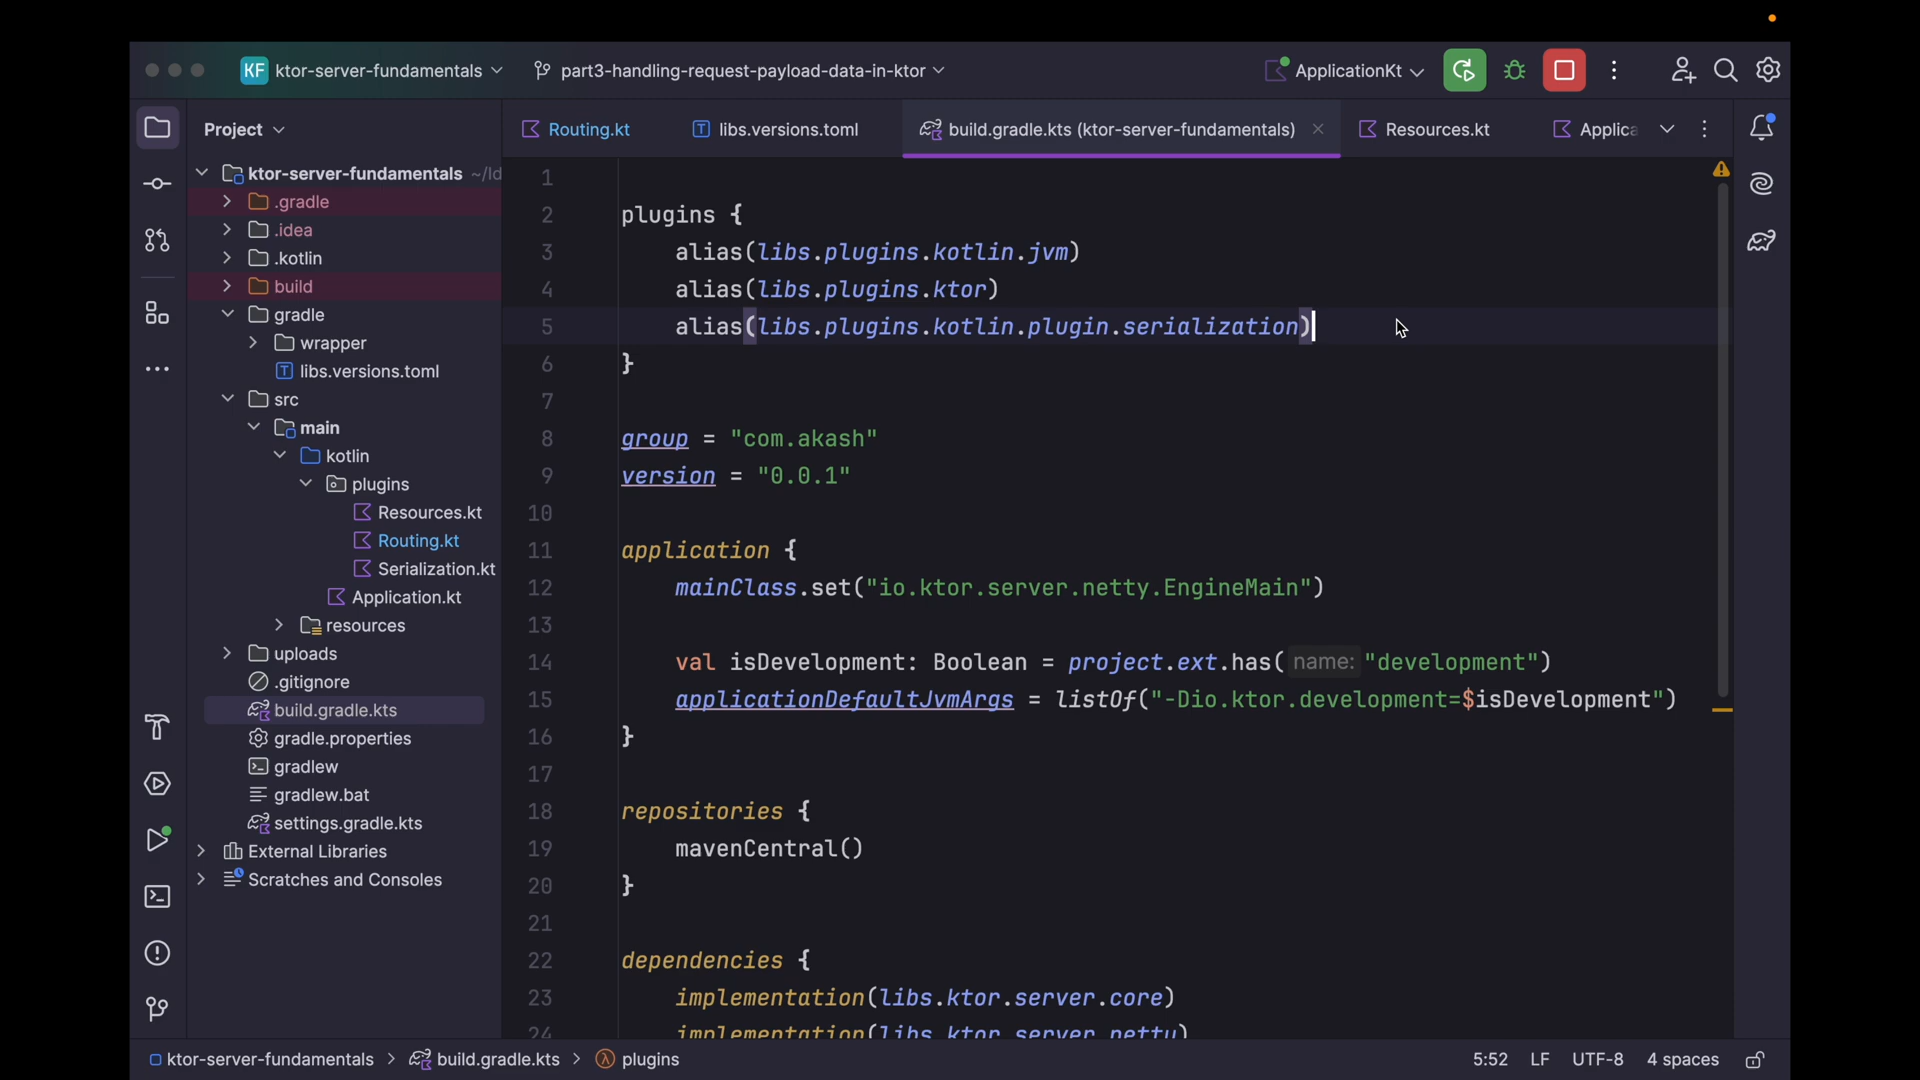 KF ktor-server-fundamentals
part3-handling-request-payload-data-in-ktor
ApplicationKt
Project
Routing.kt
libs.versions.toml
build.gradle.kts (ktor-server-fundamentals)
Resources.kt
Applica
ktor-server-fundamentals ~/Id
.gradle
.idea
.kotlin
build
gradle
wrapper
libs.versions.toml
src
main
kotlin
plugins
Resources.kt
Routing.kt
Serialization.kt
Application.kt
resources
uploads
.gitignore
build.gradle.kts
gradle.properties
gradlew
gradlew.bat
settings.gradle.kts
External Libraries
Scratches and Consoles
1
2 plugins {
3 alias(libs.plugins.kotlin.jvm)
4 alias(libs.plugins.ktor)
5 alias(libs.plugins.kotlin.plugin.serialization)
6 }
7
8 group = "com.akash"
9 version = "0.0.1"
10
11 application {
12 mainClass.set("io.ktor.server.netty.EngineMain")
13
14 val isDevelopment: Boolean = project.ext.has( name: "development")
15 applicationDefaultJvmArgs = listOf("-Dio.ktor.development=$isDevelopment")
16 }
17
18 repositories {
19 mavenCentral()
20 }
21
22 dependencies {
23 implementation(libs.ktor.server.core)
24 implementation(libs.ktor.server.netty)
ktor-server-fundamentals > build.gradle.kts > plugins
5:52 LF UTF-8 4 spaces